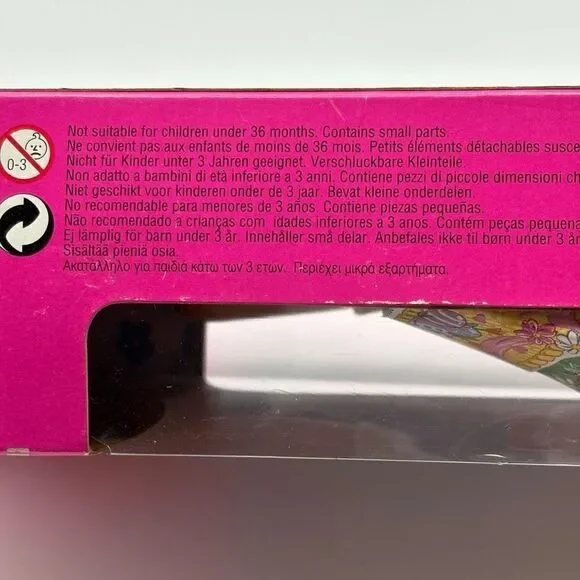 Not suitable for children under 36 months. Contains small parts.
Ne convient pas aux enfants de moins de 36 mois. Petits éléments détachables susce
0-3
Nicht für Kinder unter 3 Jahren geeignet. Verschluckbare Kleinteile.
Non adatto a bambini di età inferiore a 3 anni. Contiene pezzi di piccole dimensioni ch
Niet geschikt voor kinderen onder de 3 jaar. Bevat kleine onderdelen.
No recomendable para menores de 3 años. Contiene piezas pequeñas.
Não recomendado a crianças com idades inferiores a 3 anos. Contém peças pequena
Ej lämplig för barn under 3 år. Innehåller små delar. Anbefales ikke til børn under 3 år
Sisältää pieniä osia.
Ακατάλληλο για παιδιά κάτω των 3 ετών. Περιέχει μικρά εξαρτήματα.